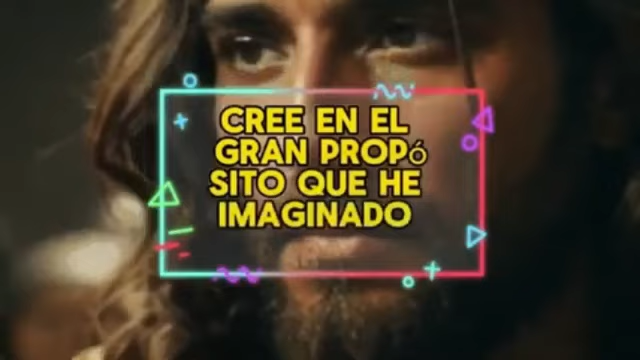 CREE EN EL
GRAN PROPó
SITO QUE HE
IMAGINADO